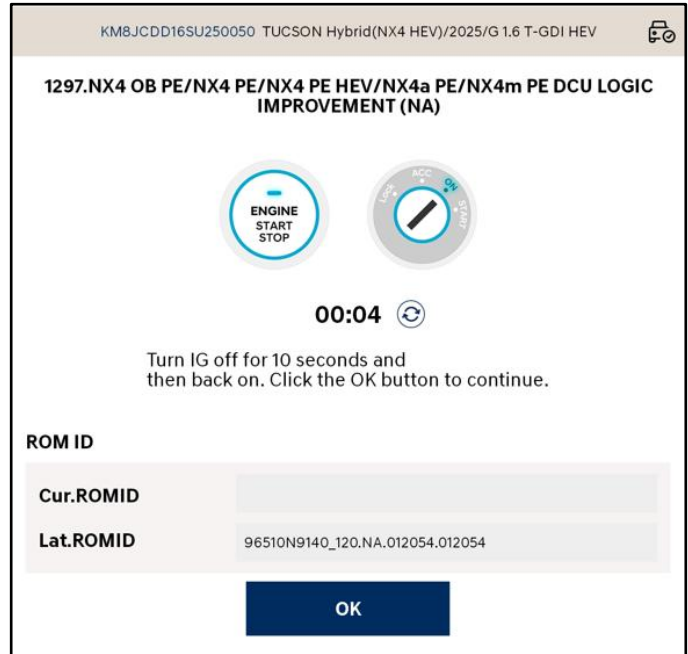 KM8JCDD16SU250050 TUCSON Hybrid(NX4 HEV)/2025/G 1.6 T-GDI HEV
1297.NX4 OB PE/NX4 PE/NX4 PE HEV/NX4a PE/NX4m PE DCU LOGIC
IMPROVEMENT (NA)
ENGINE
START
STOP
Lock
ACC
ON
START
00:04
Turn IG off for 10 seconds and
then back on. Click the OK button to continue.
ROM ID
Cur.ROMID
Lat.ROMID 96510N9140_120.NA.012054.012054
OK